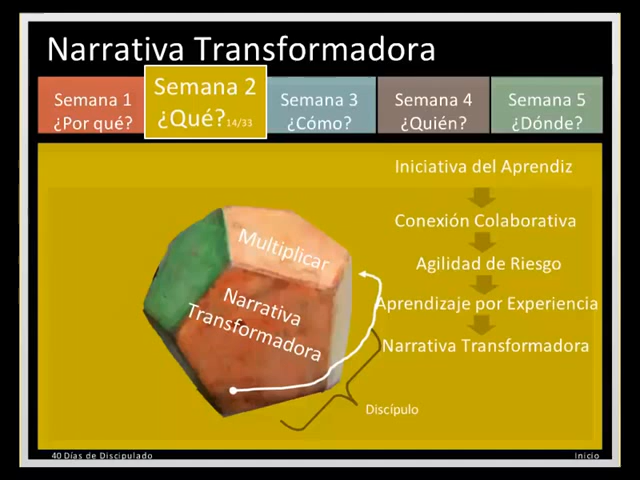 Narrativa Transformadora
Semana 1
¿Por qué?
Semana 2
¿Qué?14/33
Semana 3
¿Cómo?
Semana 4
¿Quién?
Semana 5
¿Dónde?
Iniciativa del Aprendiz
Conexión Colaborativa
Agilidad de Riesgo
Aprendizaje por Experiencia
Narrativa Transformadora
Multiplicar
Narrativa
Transformadora
Discípulo
40 Días de Discipulado
Inicio